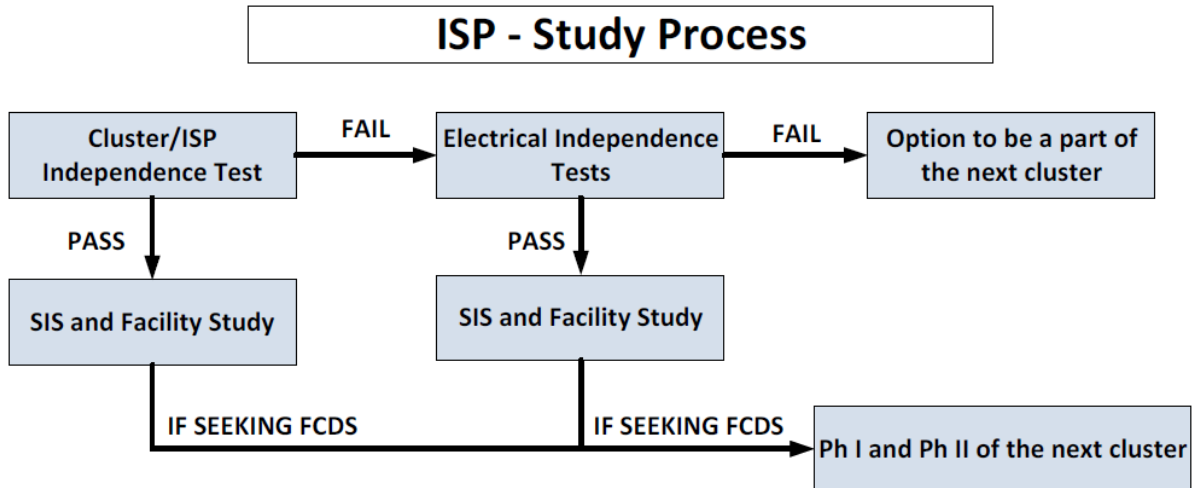 ISP - Study Process
Cluster/ISP
Independence Test
FAIL
Electrical Independence
Tests
FAIL
Option to be a part of
the next cluster
PASS
PASS
SIS and Facility Study
SIS and Facility Study
IF SEEKING FCDS
IF SEEKING FCDS
Ph I and Ph II of the next cluster